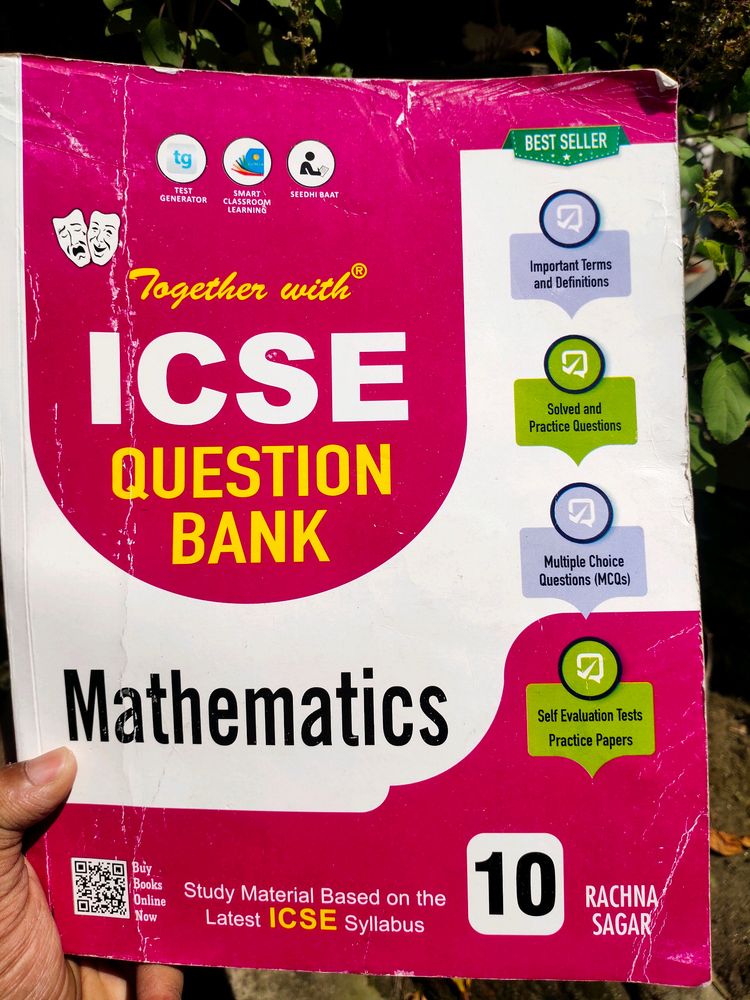 tg
TEST
GENERATOR
SMART
CLASSROOM
LEARNING
SEEDHI BAAT
BEST SELLER
Together with®
ICSE
QUESTION
BANK
Important Terms
and Definitions
Solved and
Practice Questions
Multiple Choice
Questions (MCQs)
Self Evaluation Tests
Practice Papers
Mathematics
Buy
Books
Online
Now
Study Material Based on the
Latest ICSE Syllabus
10
RACHNA
SAGAR